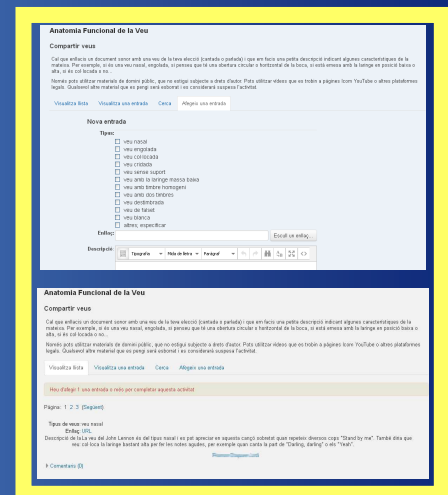 Anatomia Funcional de la Veu
Compartir veus
Cal que enllacis un document sonor amb una veu de la teva elecció (cantada o parlada) i que em facis una petita descripció indicant algunes característiques de la
mateixa. Per exemple, si és una veu nasal, engolada, si penseu que té una obertura circular o horitzontal de la boca, si està emesa amb la laringe en posició baixa o
alta, si és col·locada o no...
Només pots utilitzar materials de domini públic, que no estigui subjecte a drets d'autor. Pots utilitzar vídeos que es trobin a pàgines com YouTube o altres plataformes
legals. Qualsevol altre material que es pengi serà esborrat i es considerarà suspesa l'activitat.
Visualitza llista Visualitza una entrada Cerca Afegeix una entrada
Nova entrada
Tipus:
veu nasal
veu engolada
veu col·locada
veu cridada
veu sense suport
veu amb la laringe massa baixa
veu amb timbre homogeni
veu amb dos timbres
veu destimbrada
veu de falset
veu blanca
altres, especificar
Enllaç: Escull un enllaç...
Descripció: Tipografia Mida de lletra Paràgraf
Anatomia Funcional de la Veu
Compartir veus
Cal que enllacis un document sonor amb una veu de la teva elecció (cantada o parlada) i que em facis una petita descripció indicant algunes característiques de la
mateixa. Per exemple, si és una veu nasal, engolada, si penseu que té una obertura circular o horitzontal de la boca, si està emesa amb la laringe en posició baixa o
alta, si és col·locada o no...
Només pots utilitzar materials de domini públic, que no estigui subjecte a drets d'autor. Pots utilitzar vídeos que es trobin a pàgines com YouTube o altres plataformes
legals. Qualsevol altre material que es pengi serà esborrat i es considerarà suspesa l'activitat.
Visualitza llista Visualitza una entrada Cerca Afegeix una entrada
Heu d'afegir 1 una entrada o més per completar aquesta activitat
Pàgina: 1 2 3 (Següent)
Tipus de veus: veu nasal
Enllaç: URL
Descripció de la La veu del John Lennon és del tipus nasal i es pot apreciar en aquesta cançó sobretot quan repeteix diversos cops "Stand by me". També diria que
veu: col·loca la laringe bastant alta per fer les notes agudes, per exemple quan canta la part de "Darling, darling" o els "Yeah".
Comentaris (0)